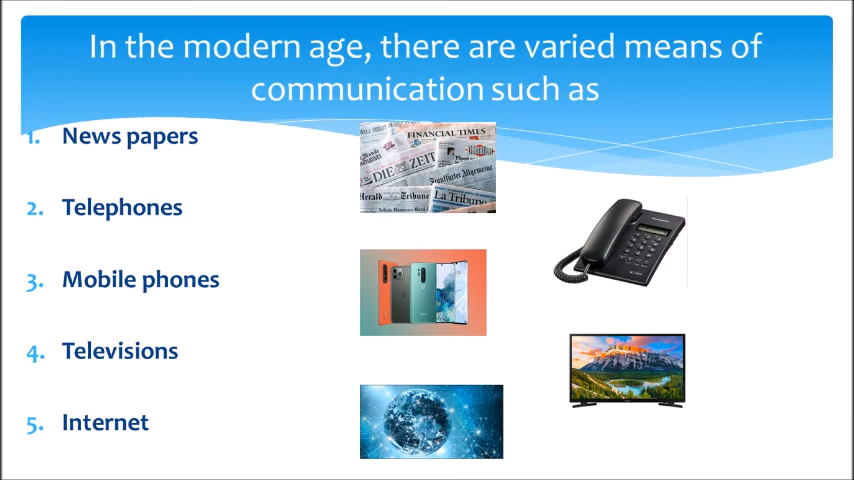 In the modern age, there are varied means of
communication such as
1. News papers
2. Telephones
3. Mobile phones
4. Televisions
5. Internet
FINANCIAL TIMES
DIE ZEIT
Frankfurter Allgemeine
Herald Tribune
La Tribune